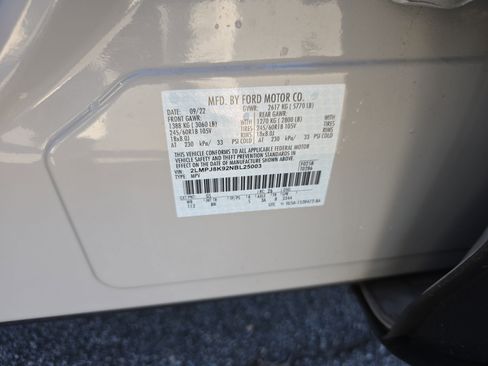 MFD. BY FORD MOTOR CO.
09/22 GVWR: 2617 KG ( 5770 LB)
FRONT GAWR: REAR GAWR:
1388 KG ( 3060 LB) 1270 KG ( 2800 LB)
245/60R18 105V TIRES 245/60R18 105V TIRES
18x8.0J 18x8.0J
AT 230 kPa/ 33 PSI COLD AT 230 kPa/ 33 PSI COLD
THIS VEHICLE CONFORMS TO ALL APPLICABLE FEDERAL MOTOR
VEHICLE SAFETY AND THEFT PREVENTION STANDARDS IN
EFFECT ON THE DATE OF MANUFACTURE SHOWN ABOVE.
VIN: 2LMPJ8K92NBL25003
TYPE: MPV